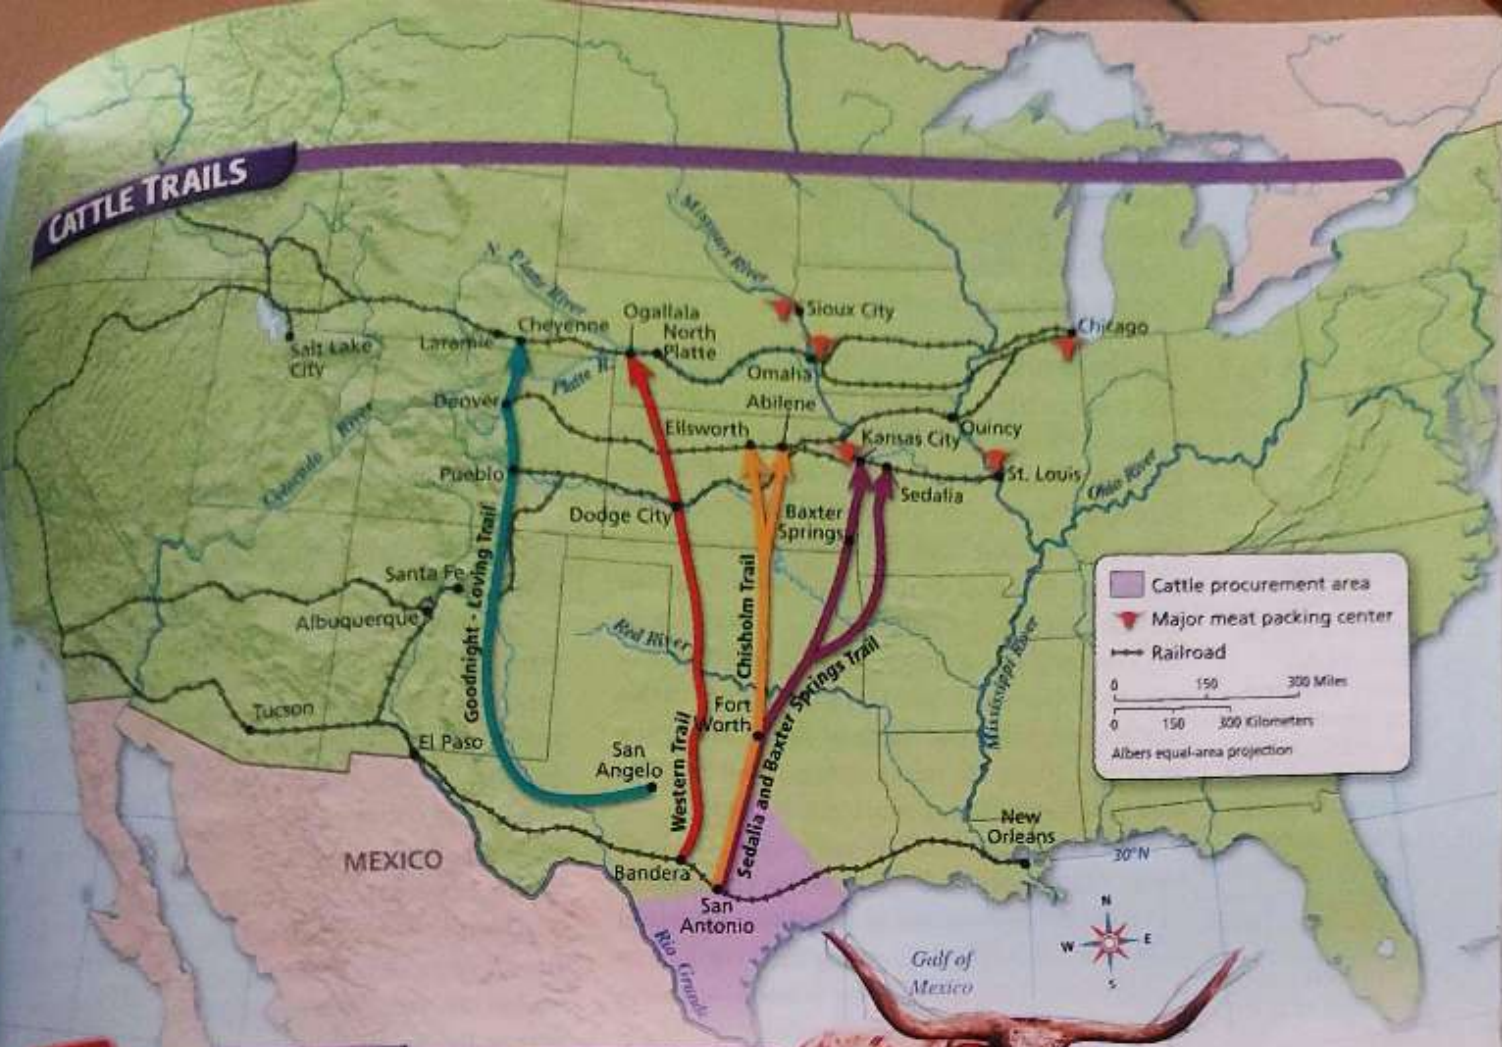 CATTLE TRAILS
Missouri River
N. Platte River
Sioux City
Ogallala
Cheyenne
North
Platte
Chicago
Laramie
Salt Lake
City
Platte R.
Omaha
Denver
Abilene
Colorado River
Ellsworth
Kansas City
Quincy
Pueblo
St. Louis
Ohio River
Sedalia
Dodge City
Baxter
Springs
Santa Fe
Albuquerque
Goodnight - Loving Trail
Chisholm Trail
Red River
Sedalia and Baxter Springs Trail
Mississippi River
Cattle procurement area
Major meat packing center
Railroad
0 150 300 Miles
0 150 300 Kilometers
Albers equal-area projection
Tucson
El Paso
Fort
Worth
San
Angelo
Western Trail
New
Orleans
MEXICO
Bandera
San
Antonio
30°N
Rio Grande
Gulf of
Mexico
N
W E
S